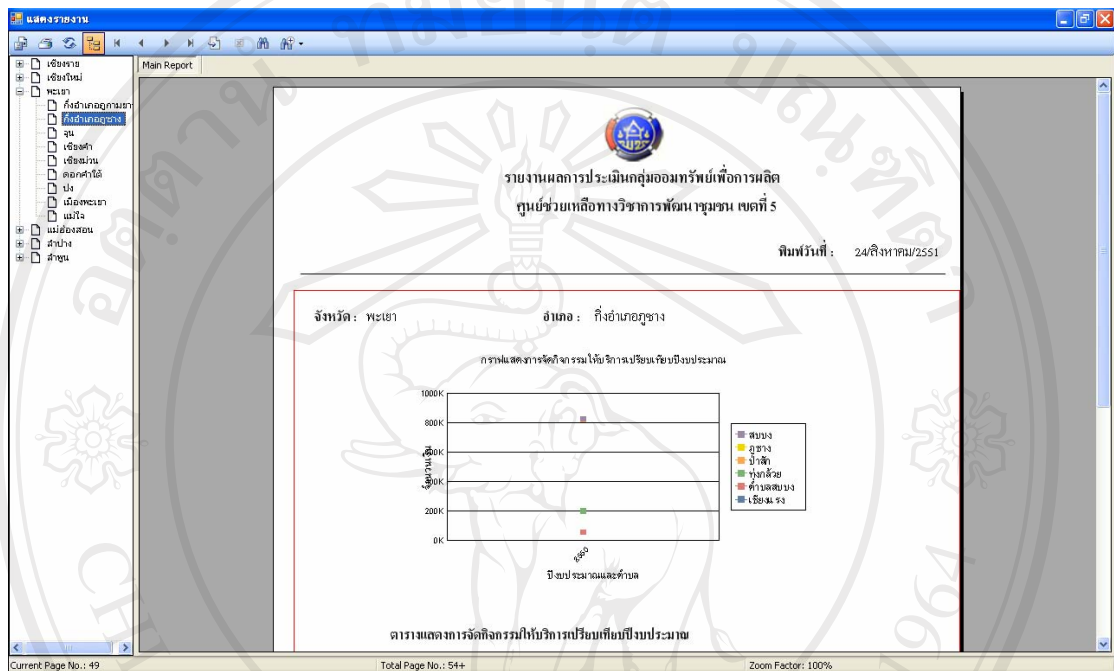 แสดงรายงาน
Main Report
เชียงราย
เชียงใหม่
พะเยา
กิ่งอำเภอภูกามยา
กิ่งอำเภอภูซาง
จุน
เชียงคำ
เชียงม่วน
ดอกคำใต้
ปง
เมืองพะเยา
แม่ใจ
แม่ฮ่องสอน
ลำปาง
ลำพูน
รายงานผลการประเมินกลุ่มออมทรัพย์เพื่อการผลิต
ศูนย์ช่วยเหลือทางวิชาการพัฒนาชุมชน เขตที่ 5
พิมพ์วันที่ : 24/สิงหาคม/2551
จังหวัด : พะเยา อำเภอ : กิ่งอำเภอภูซาง
กราฟแสดงการจัดกิจกรรมให้บริการเปรียบเทียบปีงบประมาณ
1000K
800K
600K
400K
200K
0K
จำนวนเงิน
2550
ปีงบประมาณและตำบล
สบบง
ภูซาง
ป่าสัก
ทุ่งกล้วย
ตำบลสบบง
เชียงแรง
ตารางแสดงการจัดกิจกรรมให้บริการเปรียบเทียบปีงบประมาณ
Current Page No.: 49 Total Page No.: 54+ Zoom Factor: 100%